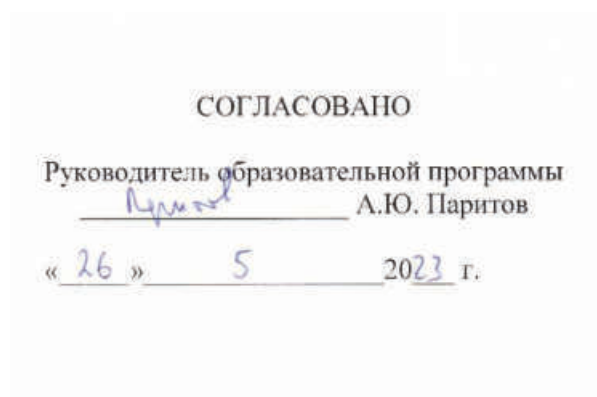 СОГЛАСОВАНО
Руководитель образовательной программы
А.Ю. Паритов
« 26 » 5 2023 г.